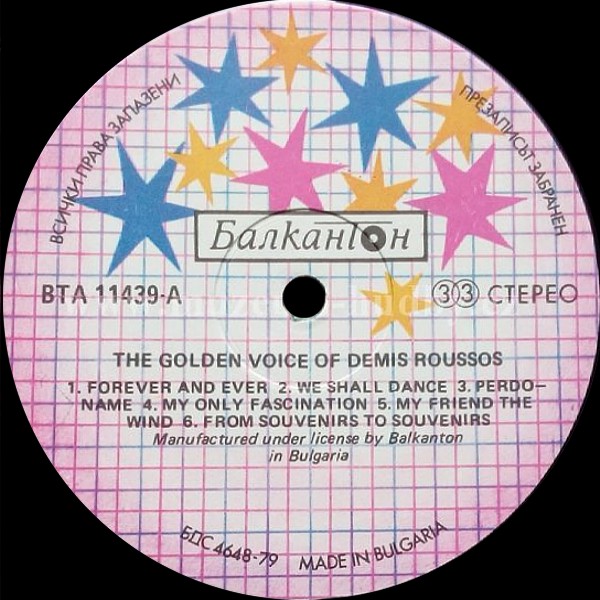 ВСИЧКИ ПРАВА ЗАПАЗЕНИ
ПРЕЗАПИСЪТ ЗАБРАНЕН
Балкантон
ВТА 11439-А
33 СТЕРЕО
THE GOLDEN VOICE OF DEMIS ROUSSOS
1. FOREVER AND EVER 2. WE SHALL DANCE 3. PERDO-
NAME 4. MY ONLY FASCINATION 5. MY FRIEND THE
WIND 6. FROM SOUVENIRS TO SOUVENIRS
Manufactured under license by Balkanton
in Bulgaria
БДС 4648-79 MADE IN BULGARIA